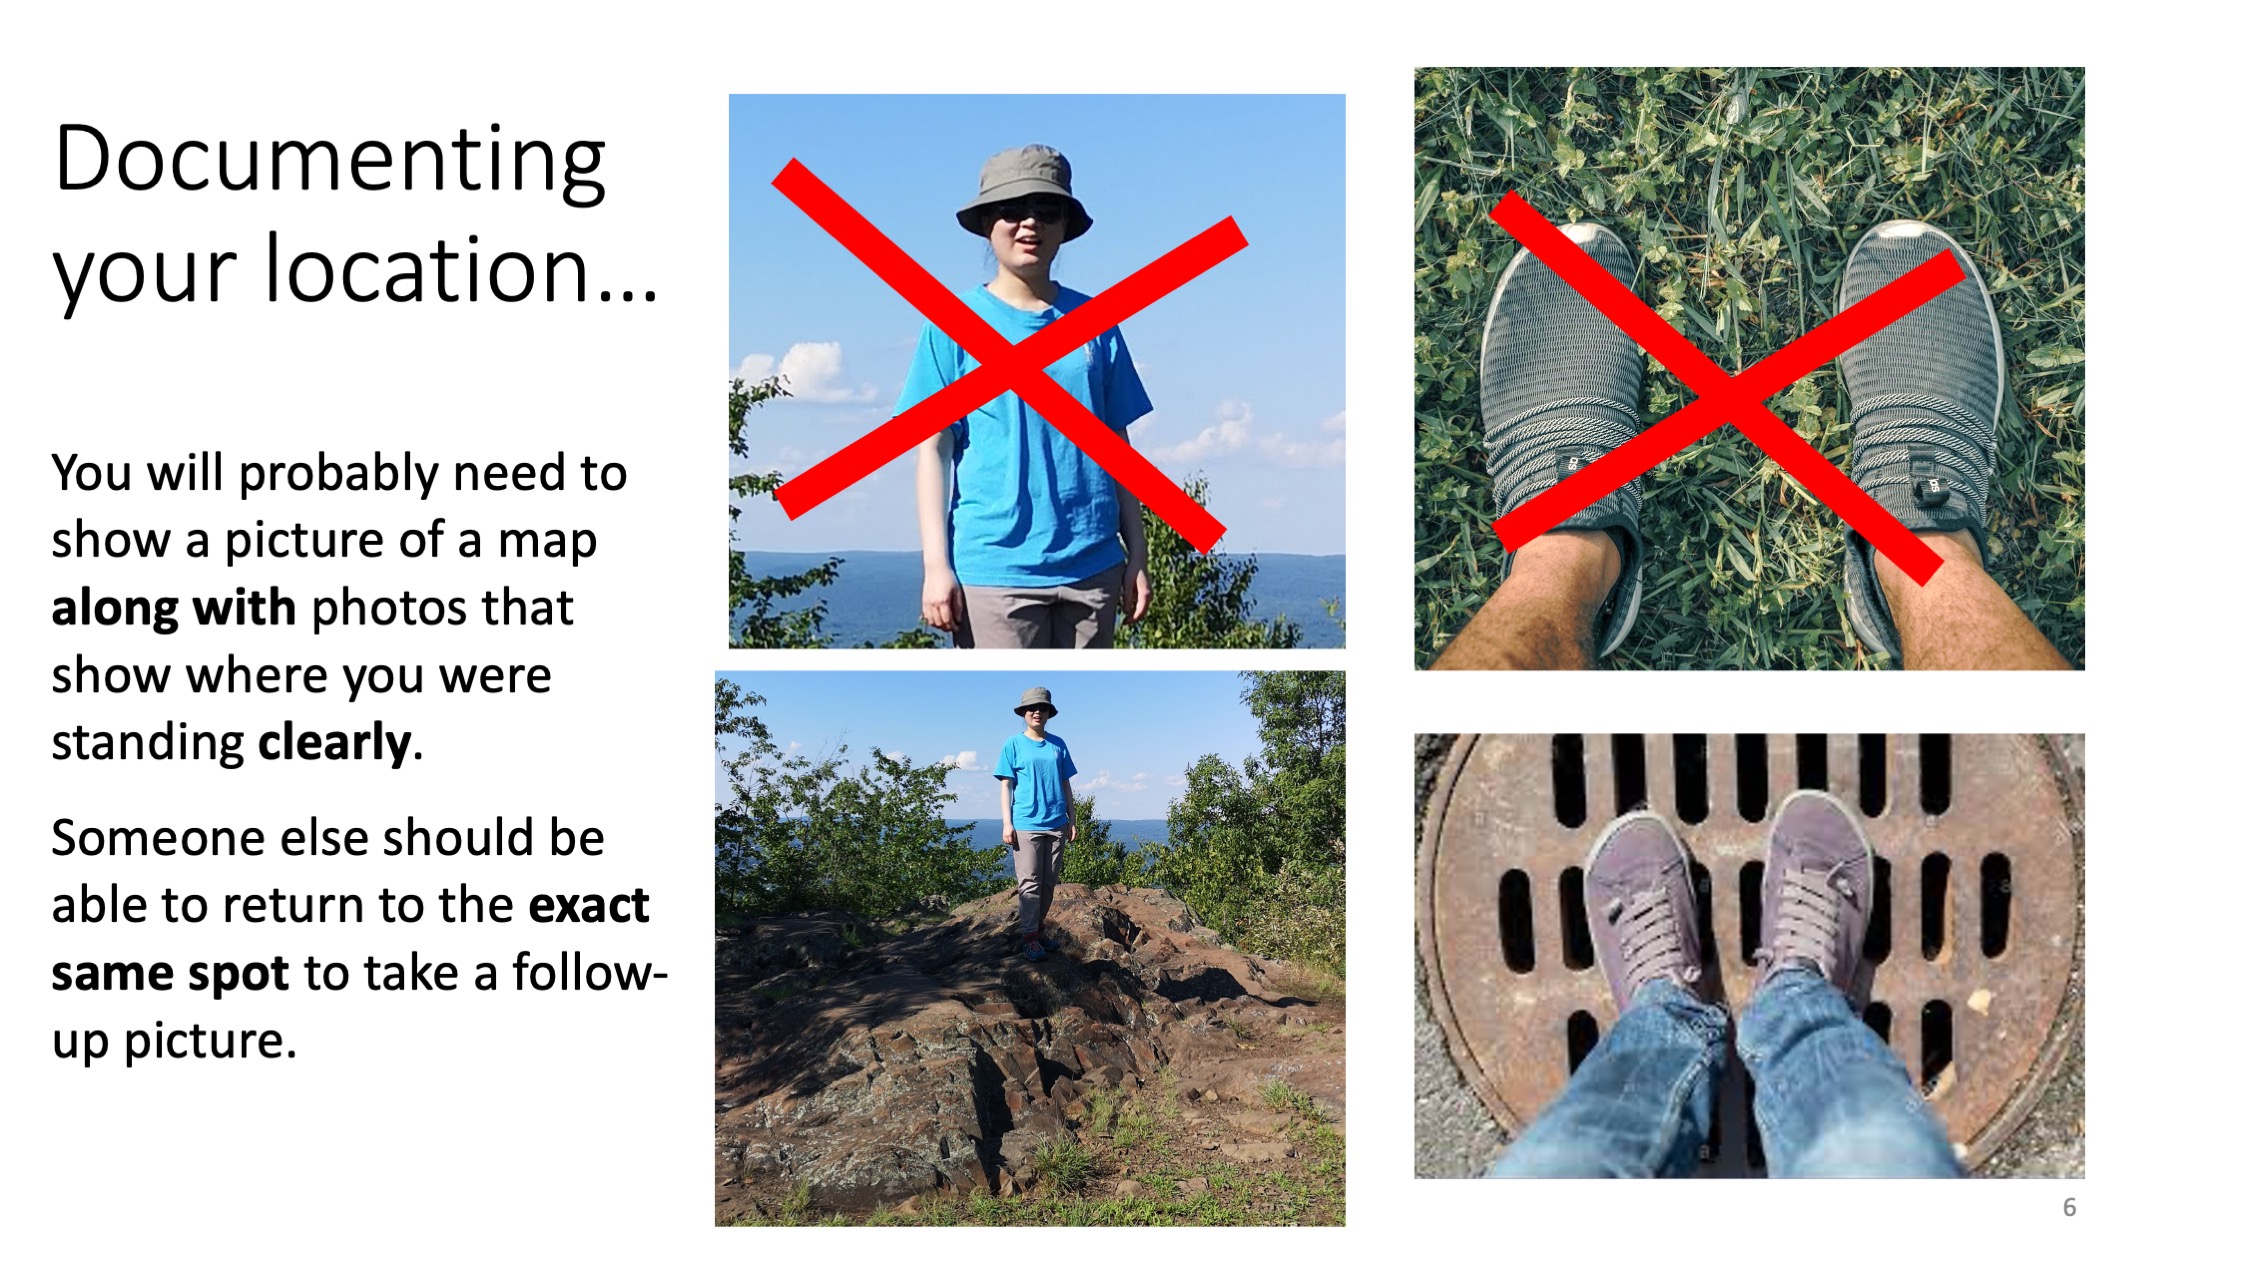 Documenting
your location...
You will probably need to
show a picture of a map
along with photos that
show where you were
standing clearly.
Someone else should be
able to return to the exact
same spot to take a follow-
up picture.
6